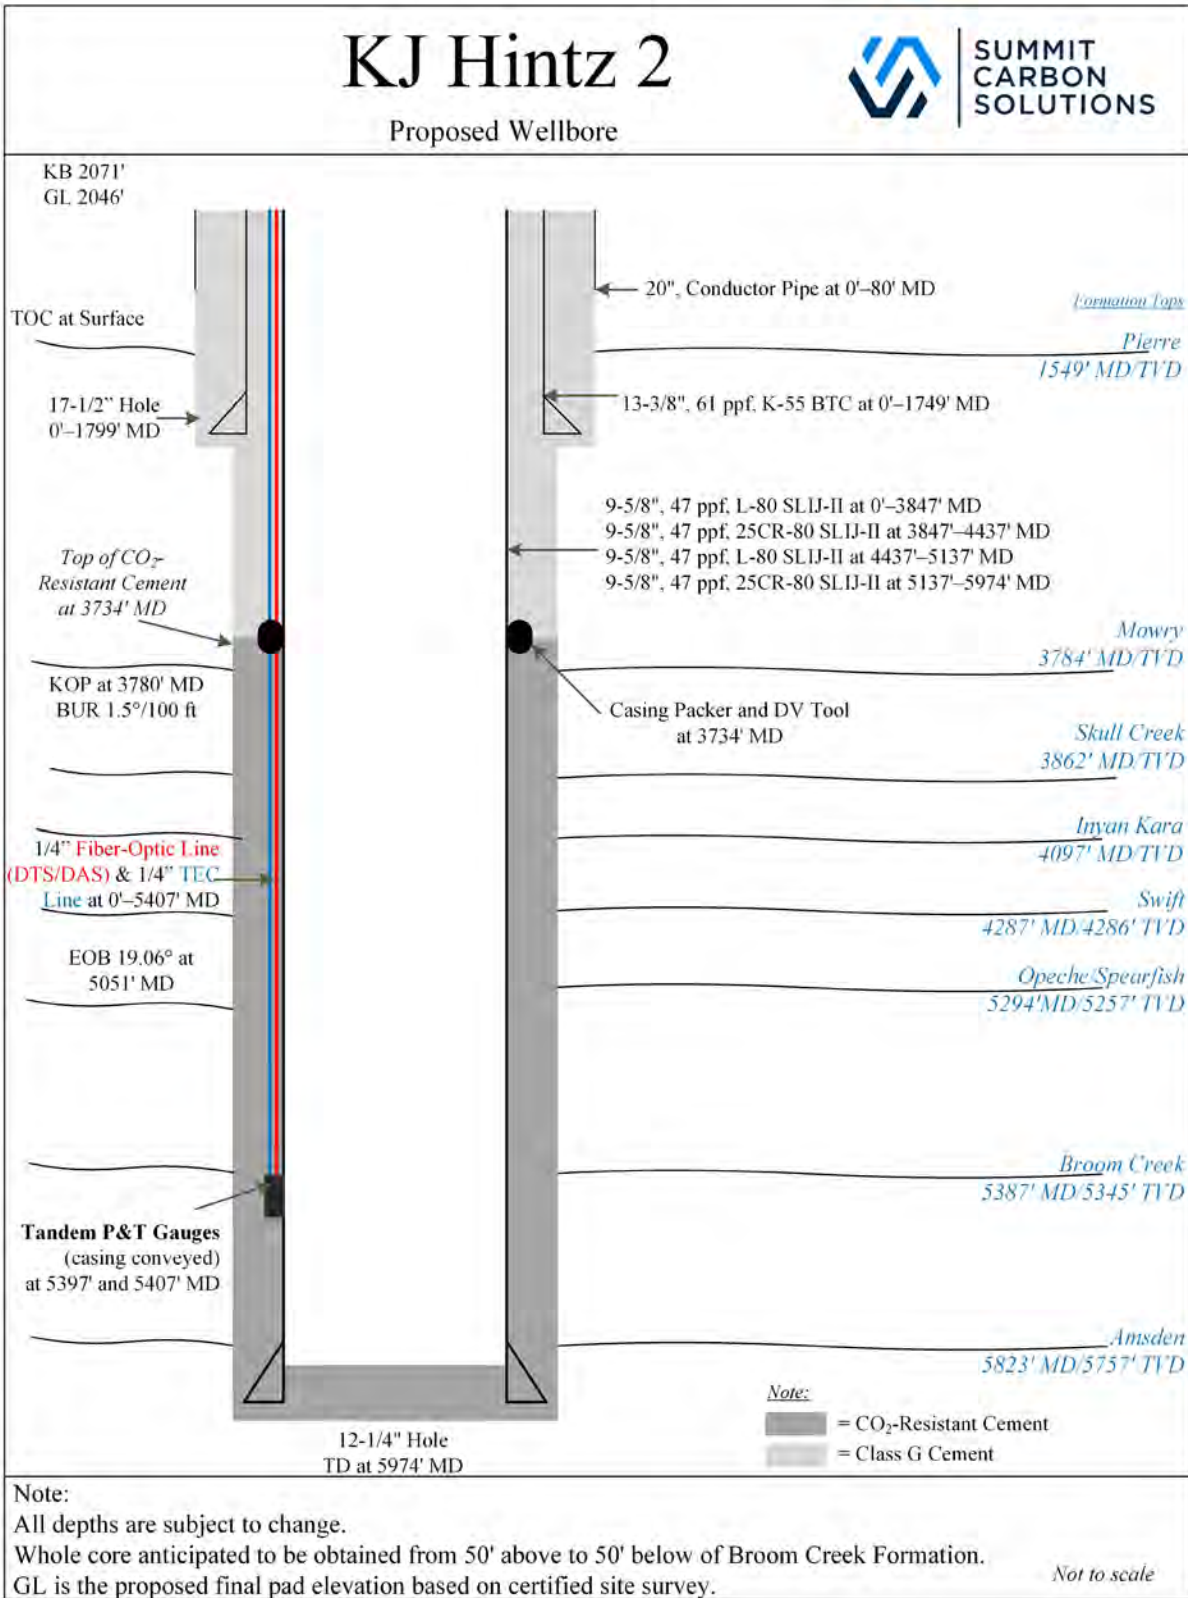 KJ Hintz 2
Proposed Wellbore
SUMMIT
CARBON
SOLUTIONS
KB 2071'
GL 2046'
20", Conductor Pipe at 0'–80' MD
Formation Tops
TOC at Surface
Pierre
1549' MD/TVD
17-1/2” Hole
0'–1799' MD
13-3/8", 61 ppf, K-55 BTC at 0'–1749' MD
9-5/8", 47 ppf, L-80 SLIJ-II at 0'–3847' MD
9-5/8", 47 ppf, 25CR-80 SLIJ-II at 3847'–4437' MD
9-5/8", 47 ppf, L-80 SLIJ-II at 4437'–5137' MD
9-5/8", 47 ppf, 25CR-80 SLIJ-II at 5137'–5974' MD
Top of CO₂-
Resistant Cement
at 3734' MD
Mowry
3784' MD/TVD
KOP at 3780' MD
BUR 1.5°/100 ft
Casing Packer and DV Tool
at 3734' MD
Skull Creek
3862' MD/TVD
Inyan Kara
4097' MD/TVD
1/4” Fiber-Optic Line
(DTS/DAS) & 1/4” TEC
Line at 0'–5407' MD
Swift
4287' MD/4286' TVD
EOB 19.06° at
5051' MD
Opeche/Spearfish
5294'MD/5257' TVD
Broom Creek
5387' MD/5345' TVD
Tandem P&T Gauges
(casing conveyed)
at 5397' and 5407' MD
Amsden
5823' MD/5757' TVD
Note:
= CO₂-Resistant Cement
= Class G Cement
12-1/4" Hole
TD at 5974' MD
Note:
All depths are subject to change.
Whole core anticipated to be obtained from 50' above to 50' below of Broom Creek Formation.
GL is the proposed final pad elevation based on certified site survey.
Not to scale